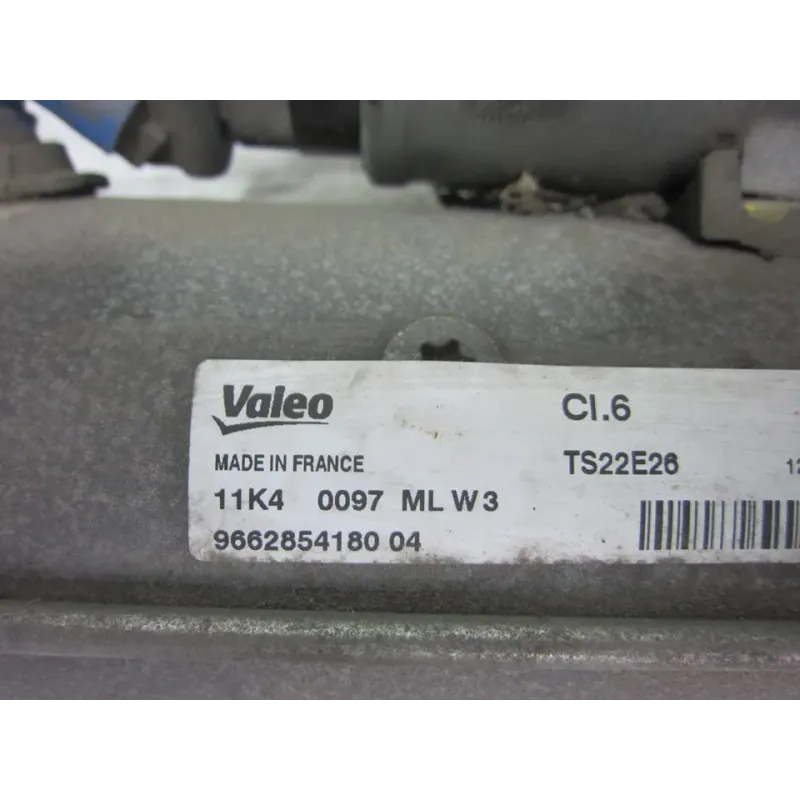 Valeo Cl.6
MADE IN FRANCE TS22E26
11K4 0097 ML W3
9662854180 04